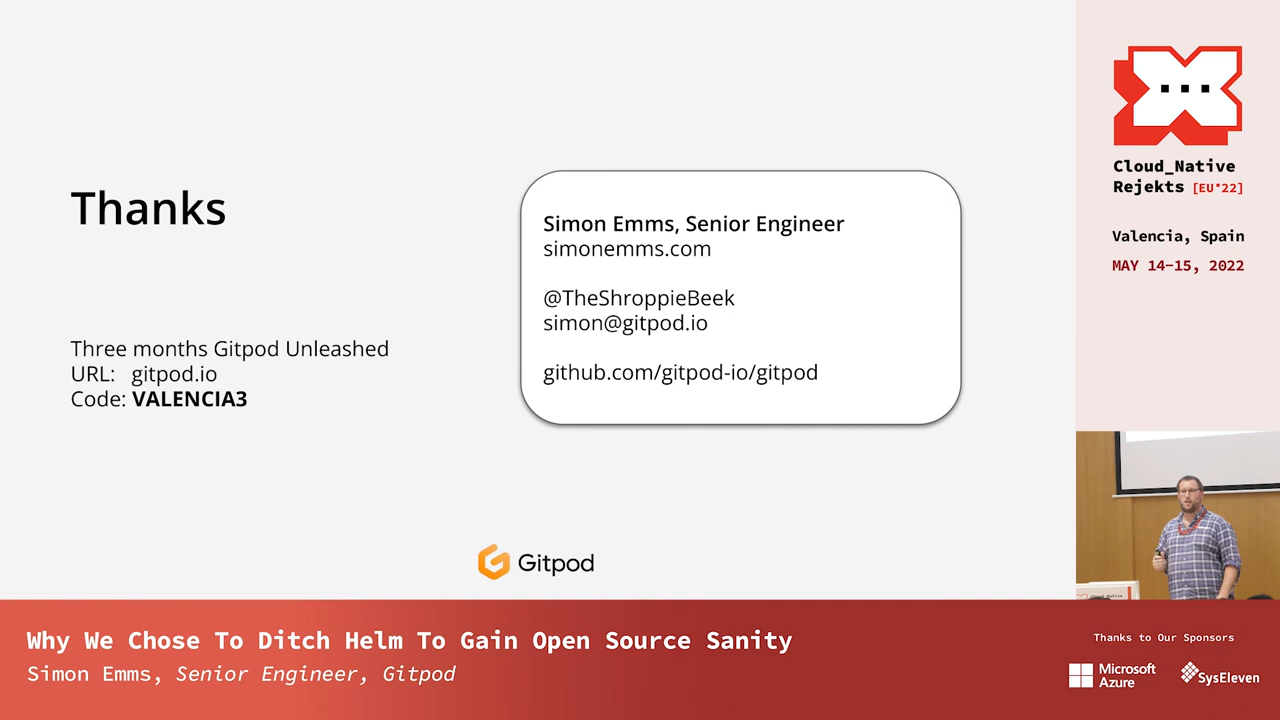 Thanks
Three months Gitpod Unleashed
URL: gitpod.io
Code: VALENCIA3
Simon Emms, Senior Engineer
simonemms.com
@TheShroppieBeek
simon@gitpod.io
github.com/gitpod-io/gitpod
Gitpod
Cloud_Native
Rejekts [EU*22]
Valencia, Spain
MAY 14-15, 2022
Why We Chose To Ditch Helm To Gain Open Source Sanity
Simon Emms, Senior Engineer, Gitpod
Thanks to Our Sponsors
Microsoft
Azure
SysEleven